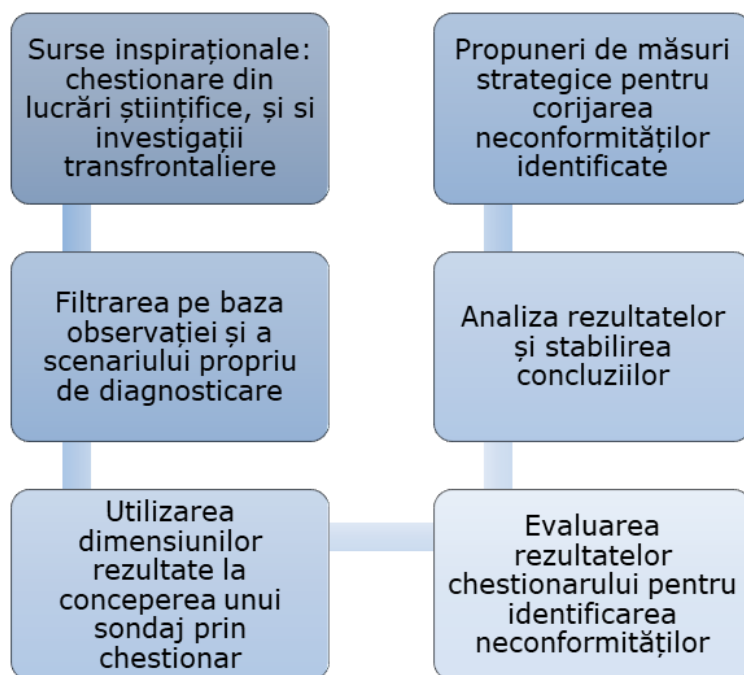 Surse inspiraționale:
chestionare din
lucrări științifice, și si
investigații
transfrontaliere
Filtrarea pe baza
observației și a
scenariului propriu
de diagnosticare
Utilizarea
dimensiunilor
rezultate la
conceperea unui
sondaj prin
chestionar
Evaluarea
rezultatelor
chestionarului pentru
identificarea
neconformităților
Analiza rezultatelor
și stabilirea
concluziilor
Propuneri de măsuri
strategice pentru
corijarea
neconformităților
identificate